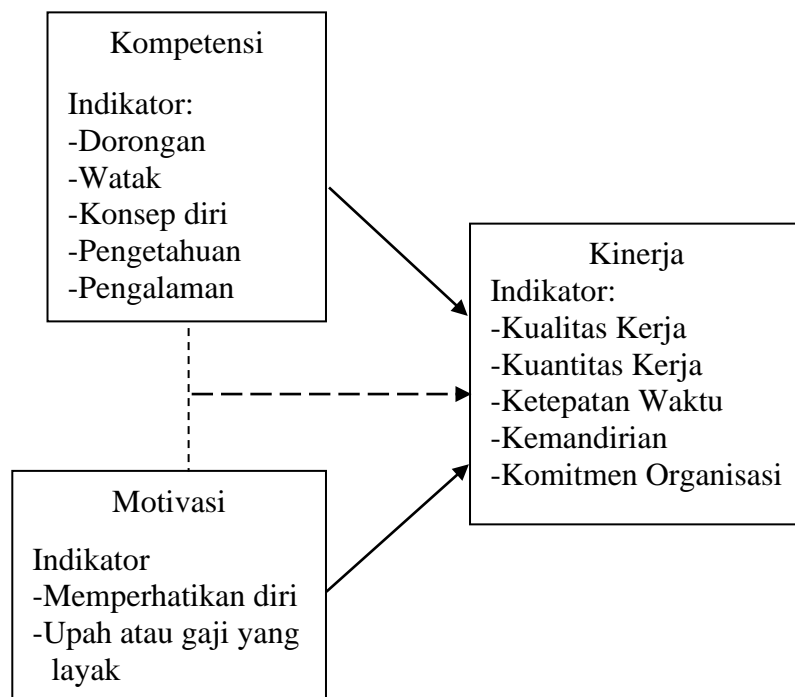 Kompetensi
Indikator:
-Dorongan
-Watak
-Konsep diri
-Pengetahuan
-Pengalaman
Kinerja
Indikator:
-Kualitas Kerja
-Kuantitas Kerja
-Ketepatan Waktu
-Kemandirian
-Komitmen Organisasi
Motivasi
Indikator
-Memperhatikan diri
-Upah atau gaji yang
layak